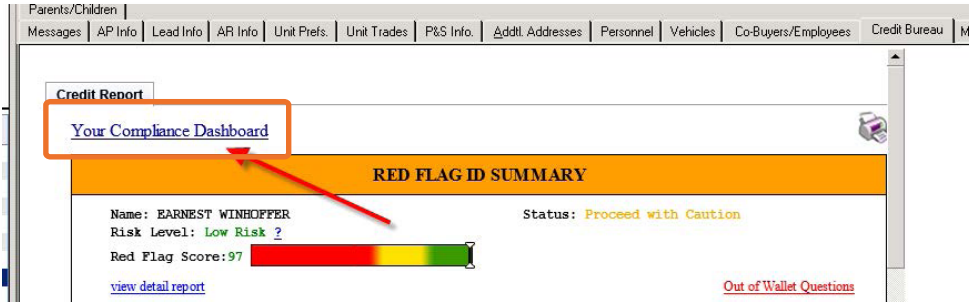 Parents/Children
Messages AP Info Lead Info AR Info Unit Prefs. Unit Trades P&S Info. Addtl. Addresses Personnel Vehicles Co-Buyers/Employees Credit Bureau M
Credit Report
Your Compliance Dashboard
RED FLAG ID SUMMARY
Name: EARNEST WINHOFFER Status: Proceed with Caution
Risk Level: Low Risk ?
Red Flag Score:97
view detail report Out of Wallet Questions